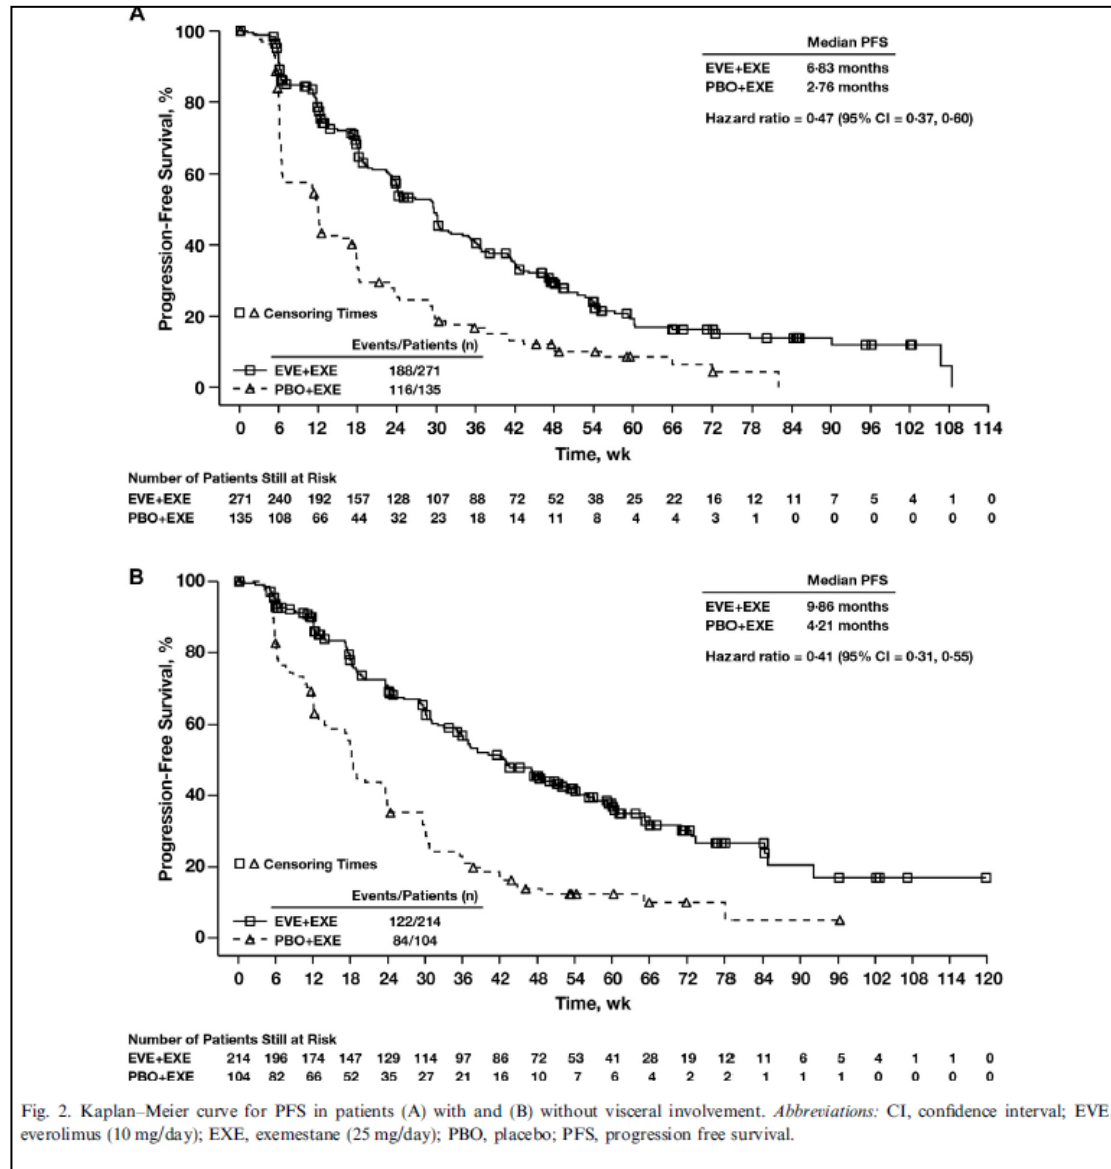 A
Median PFS
EVE+EXE 6·83 months
PBO+EXE 2·76 months
Hazard ratio = 0·47 (95% CI = 0·37, 0·60)
Progression-Free Survival, %
100
80
60
40
20
0
Censoring Times
Events/Patients (n)
EVE+EXE 188/271
PBO+EXE 116/135
0 6 12 18 24 30 36 42 48 54 60 66 72 78 84 90 96 102 108 114
Time, wk
Number of Patients Still at Risk
EVE+EXE 271 240 192 157 128 107 88 72 52 38 25 22 16 12 11 7 5 4 1 0
PBO+EXE 135 108 66 44 32 23 18 14 11 8 4 4 3 1 0 0 0 0 0 0
B
Median PFS
EVE+EXE 9·86 months
PBO+EXE 4·21 months
Hazard ratio = 0·41 (95% CI = 0·31, 0·55)
Progression-Free Survival, %
100
80
60
40
20
0
Censoring Times
Events/Patients (n)
EVE+EXE 122/214
PBO+EXE 84/104
0 6 12 18 24 30 36 42 48 54 60 66 72 78 84 90 96 102 108 114 120
Time, wk
Number of Patients Still at Risk
EVE+EXE 214 196 174 147 129 114 97 86 72 53 41 28 19 12 11 6 5 4 1 1 0
PBO+EXE 104 82 66 52 35 27 21 16 10 7 6 4 2 2 1 1 1 0 0 0 0
Fig. 2. Kaplan–Meier curve for PFS in patients (A) with and (B) without visceral involvement. Abbreviations: CI, confidence interval; EVE
everolimus (10 mg/day); EXE, exemestane (25 mg/day); PBO, placebo; PFS, progression free survival.